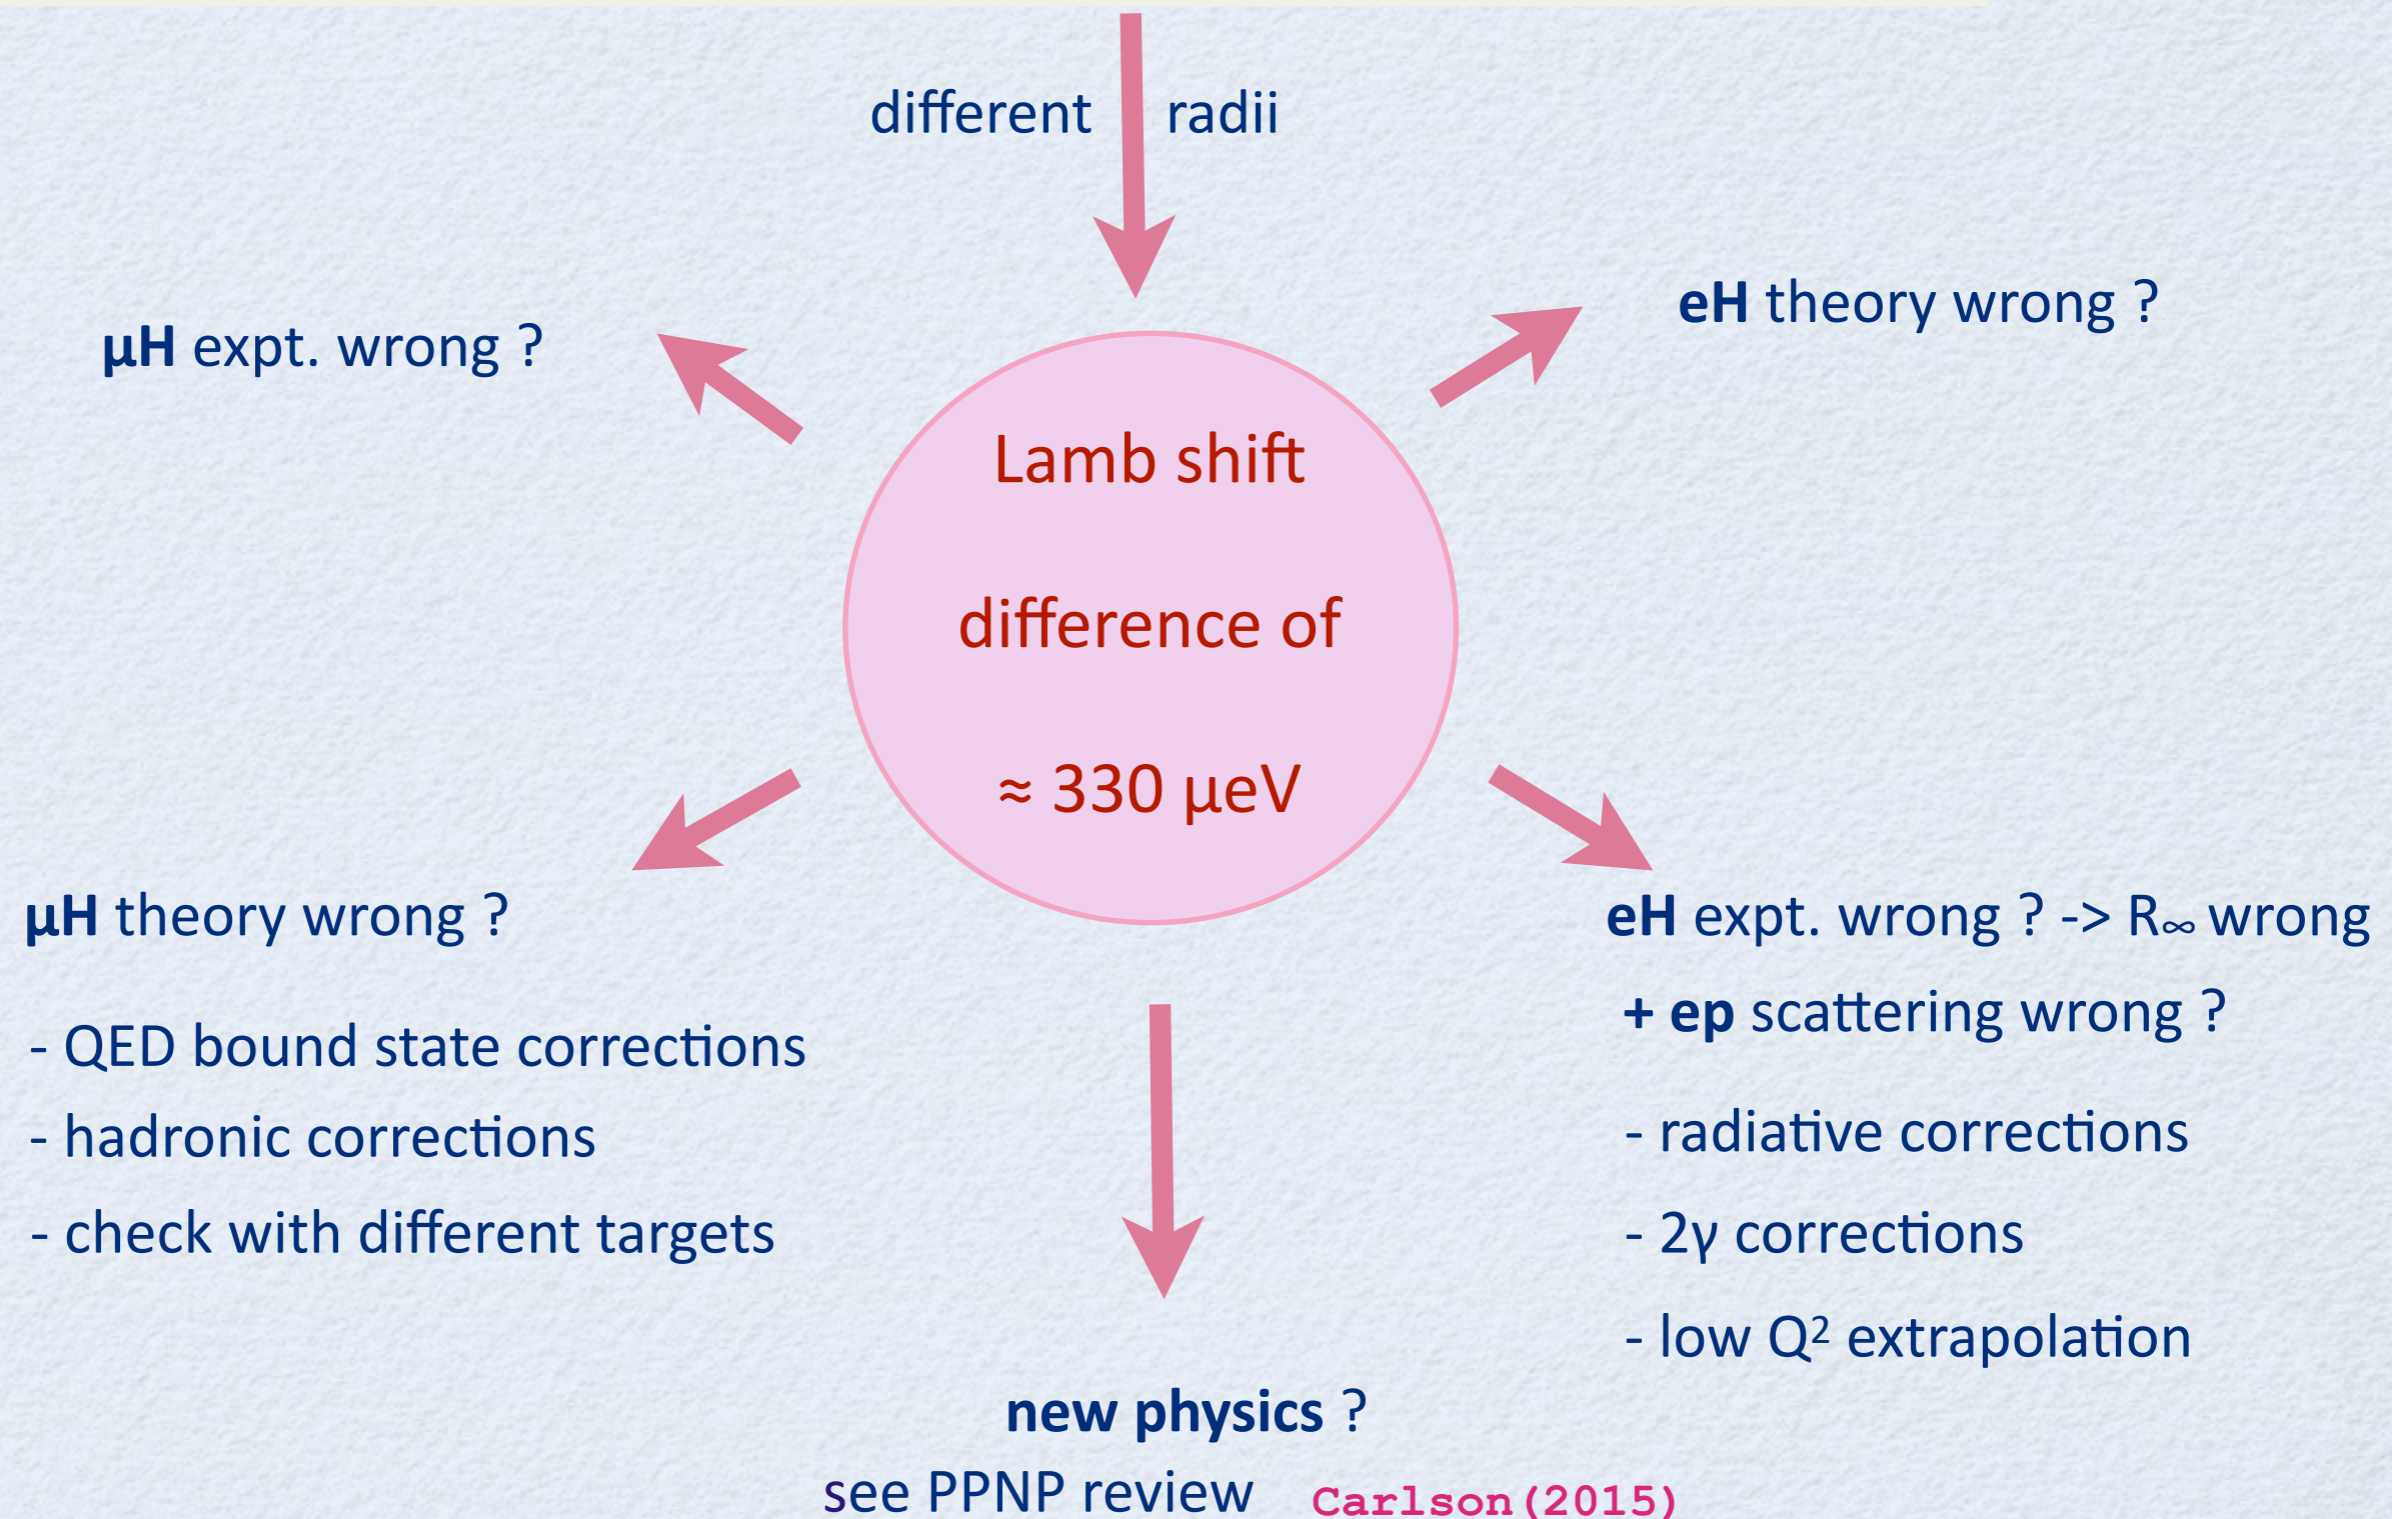 different radii
μH expt. wrong ?
eH theory wrong ?
Lamb shift
difference of
≈ 330 μeV
μH theory wrong ?
- QED bound state corrections
- hadronic corrections
- check with different targets
eH expt. wrong ? -> R∞ wrong
+ ep scattering wrong ?
- radiative corrections
- 2γ corrections
- low Q² extrapolation
new physics ?
see PPNP review Carlson(2015)